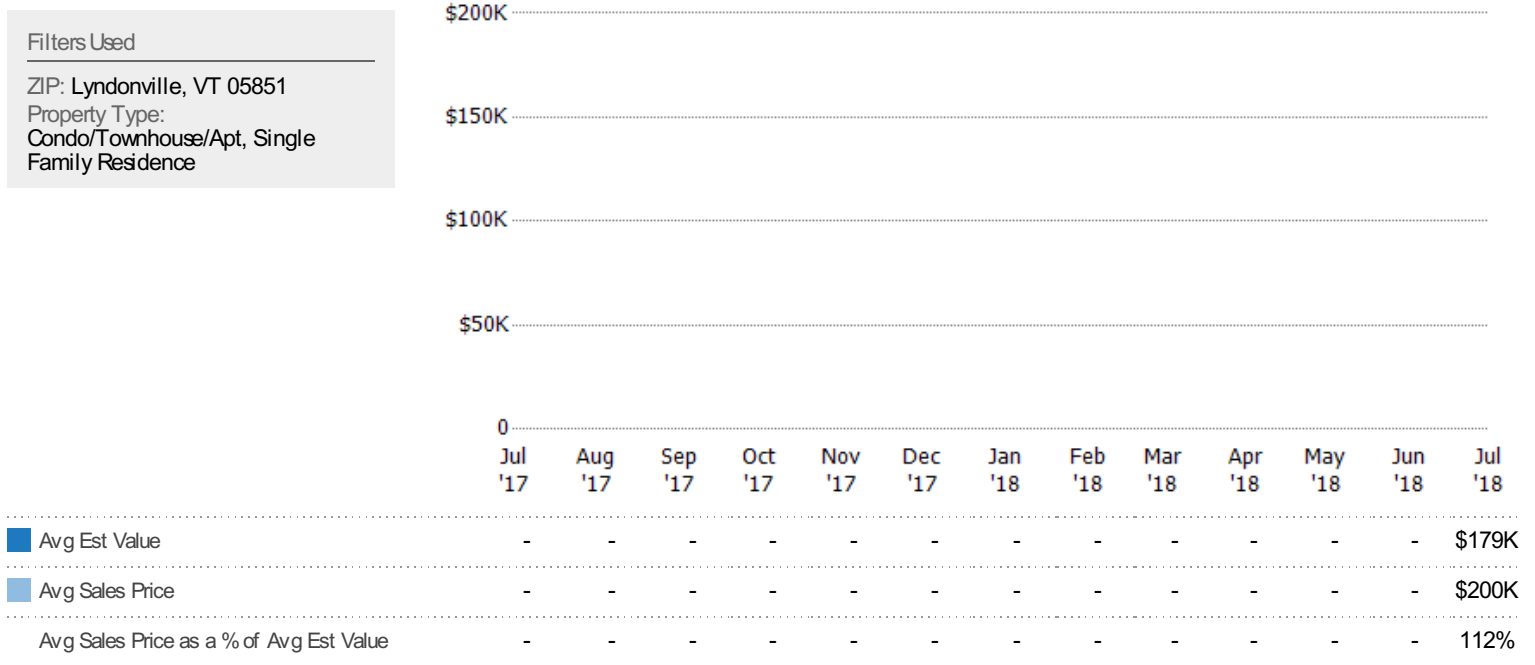 Filters Used
ZIP: Lyndonville, VT 05851
Property Type:
Condo/Townhouse/Apt, Single
Family Residence
$200K
$150K
$100K
$50K
0
Jul Aug Sep Oct Nov Dec Jan Feb Mar Apr May Jun Jul
'17 '17 '17 '17 '17 '17 '18 '18 '18 '18 '18 '18 '18
Avg Est Value - - - - - - - - - - - - $179K
Avg Sales Price - - - - - - - - - - - - $200K
Avg Sales Price as a % of Avg Est Value - - - - - - - - - - - - 112%